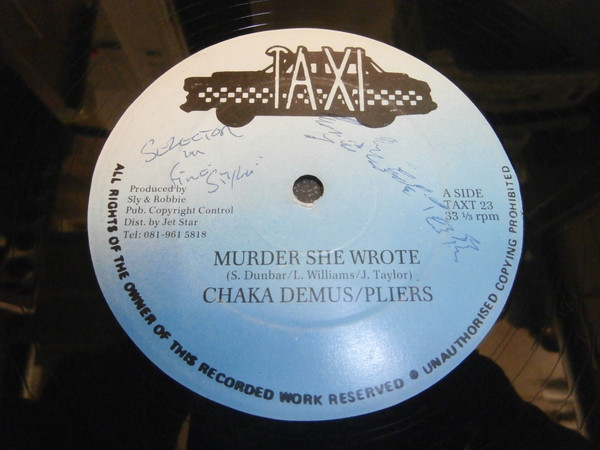 TAXI
SELECTOR
Produced by
Sly & Robbie
Pub. Copyright Control
Dist. by Jet Star
Tel: 081-961 5818
A SIDE
TAXT 23
33 ⅓ rpm
MURDER SHE WROTE
(S. Dunbar/L. Williams/J. Taylor)
CHAKA DEMUS/PLIERS
ALL RIGHTS OF THE OWNER OF THIS RECORDED WORK RESERVED ● UNAUTHORISED COPYING PROHIBITED